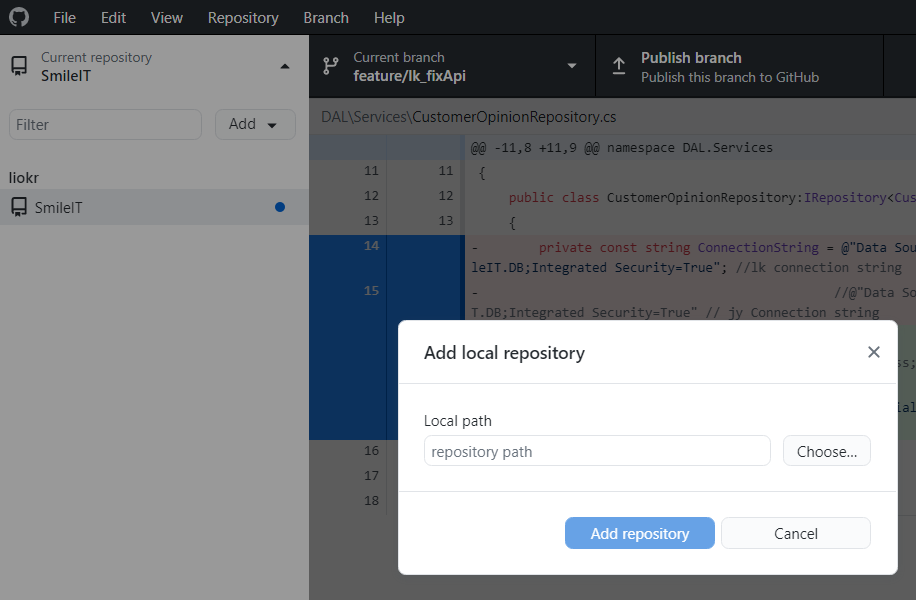 File Edit View Repository Branch Help
Current repository
SmileIT
Current branch
feature/lk_fixApi
Publish branch
Publish this branch to GitHub
Filter
Add
liokr
SmileIT
DAL\Services\CustomerOpinionRepository.cs
@@ -11,8 +11,9 @@ namespace DAL.Services
11 11 {
12 12 public class CustomerOpinionRepository:IRepository<Cus
13 13 {
14 - private const string ConnectionString = @"Data Sou
leIT.DB;Integrated Security=True"; //lk connection string
15 - //@"Data So
T.DB;Integrated Security=True" // jy Connection string
ss;
ial
16
17
18
Add local repository
Local path
repository path
Choose...
Add repository
Cancel